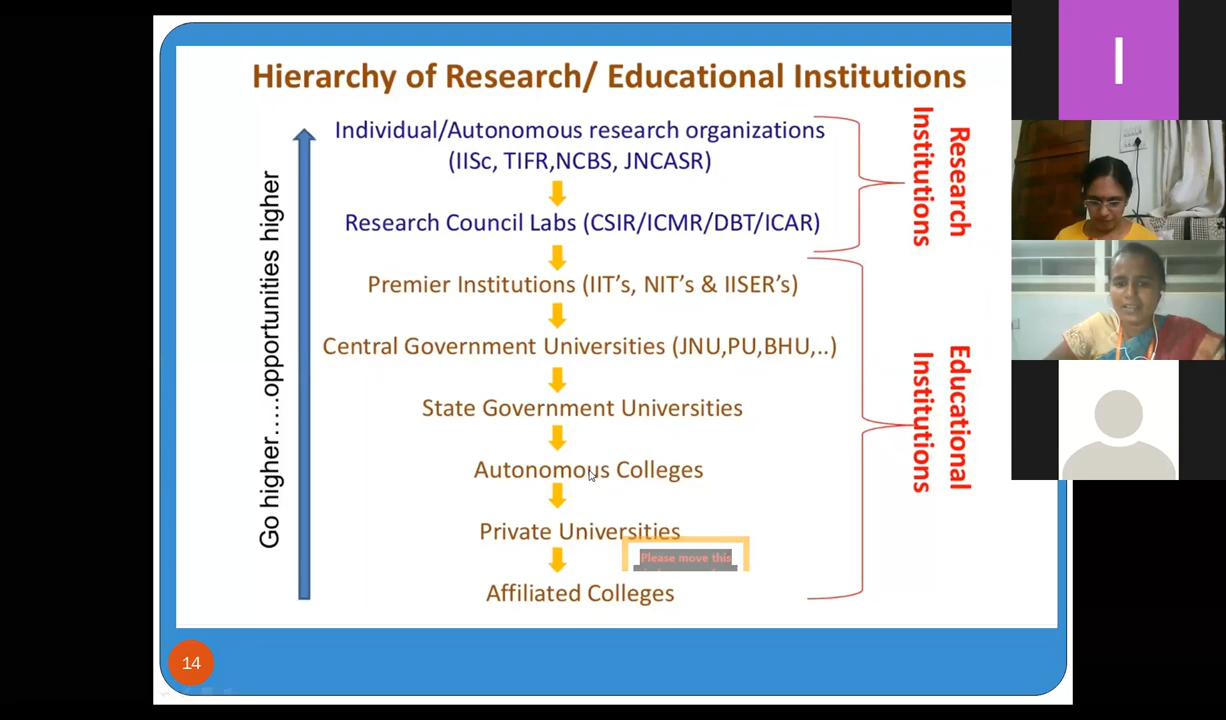 Hierarchy of Research/ Educational Institutions
Individual/Autonomous research organizations
(IISc, TIFR,NCBS, JNCASR)
Research Council Labs (CSIR/ICMR/DBT/ICAR)
Premier Institutions (IIT’s, NIT’s & IISER’s)
Central Government Universities (JNU,PU,BHU,..)
State Government Universities
Autonomous Colleges
Private Universities
Please move this
Affiliated Colleges
Go higher.....opportunities higher
Research
Institutions
Educational
Institutions
14
I